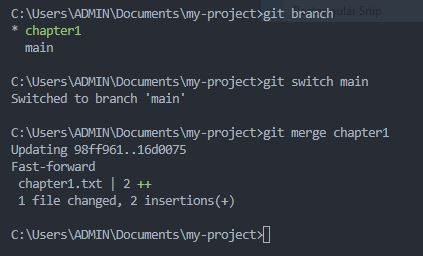 C:\Users\ADMIN\Documents\my-project>git branch
* chapter1
  main

C:\Users\ADMIN\Documents\my-project>git switch main
Switched to branch 'main'

C:\Users\ADMIN\Documents\my-project>git merge chapter1
Updating 98ff961..16d0075
Fast-forward
 chapter1.txt | 2 ++
 1 file changed, 2 insertions(+)

C:\Users\ADMIN\Documents\my-project>